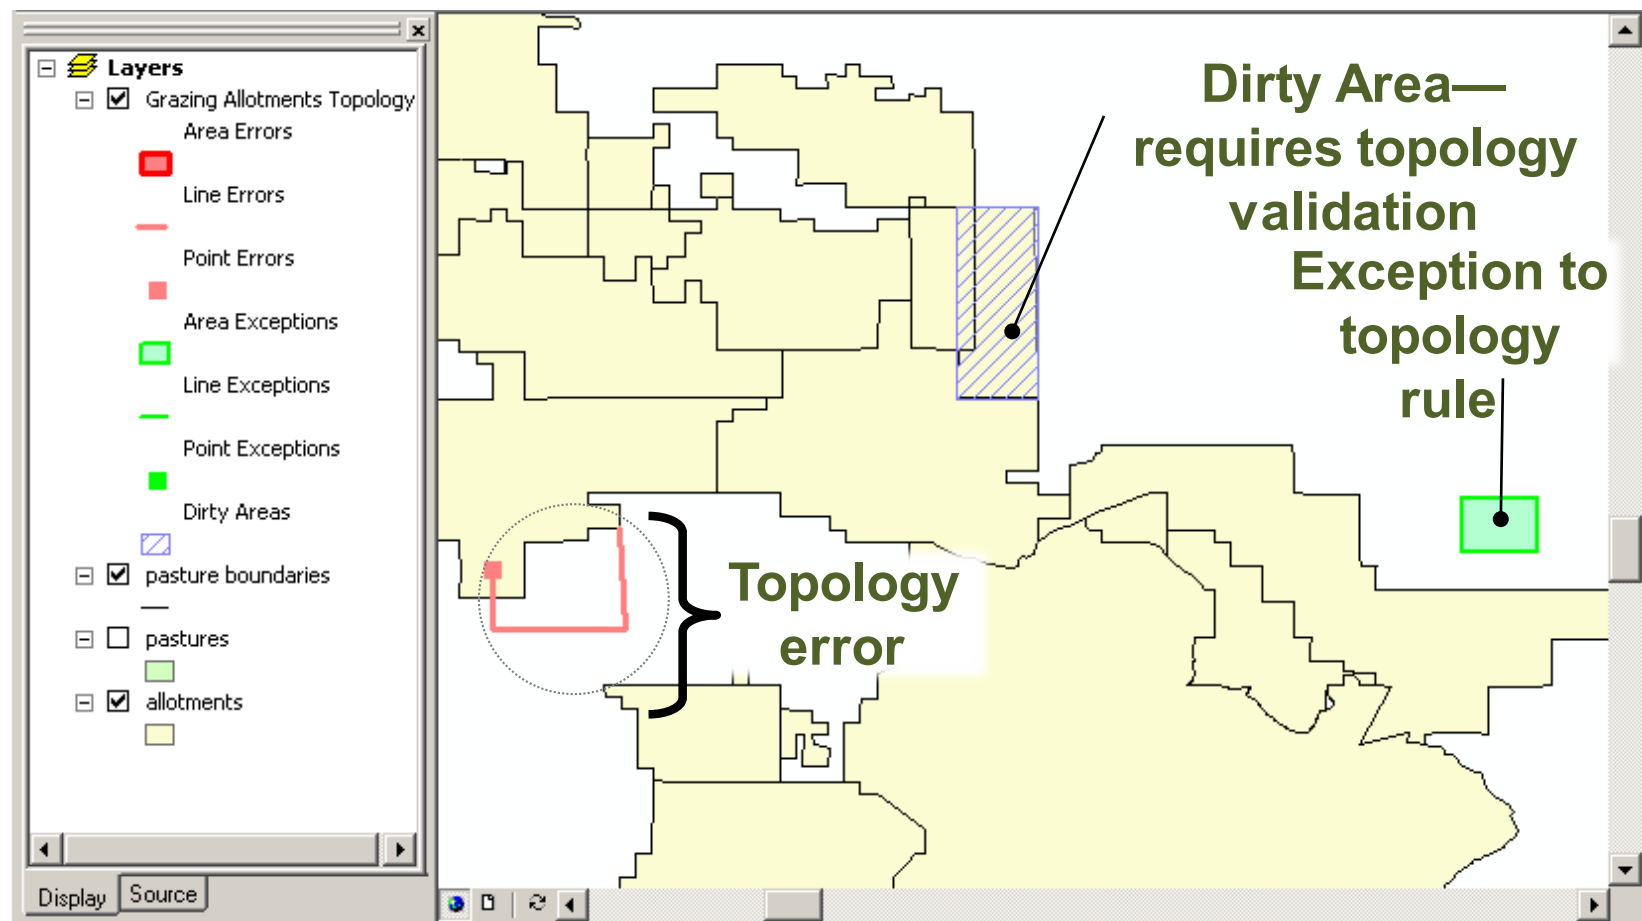 Layers
Grazing Allotments Topology
Area Errors
Line Errors
Point Errors
Area Exceptions
Line Exceptions
Point Exceptions
Dirty Areas
pasture boundaries
pastures
allotments
Display
Source
Dirty Area—
requires topology
validation
Exception to
topology
rule
Topology
error